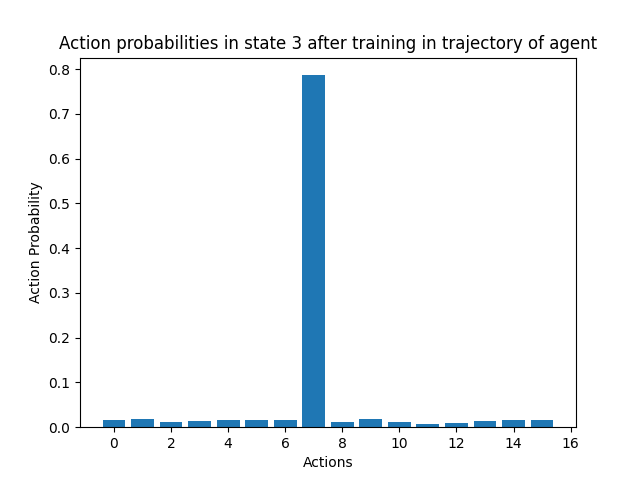 Action probabilities in state 3 after training in trajectory of agent
Action Probability
0.8
0.7
0.6
0.5
0.4
0.3
0.2
0.1
0.0
0 2 4 6 8 10 12 14 16
Actions